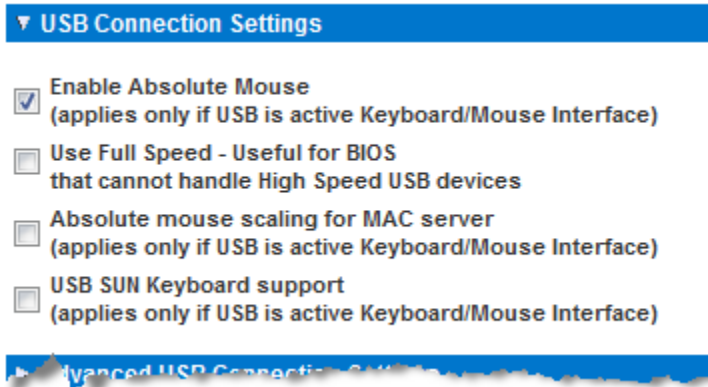 USB Connection Settings
Enable Absolute Mouse
(applies only if USB is active Keyboard/Mouse Interface)
Use Full Speed - Useful for BIOS
that cannot handle High Speed USB devices
Absolute mouse scaling for MAC server
(applies only if USB is active Keyboard/Mouse Interface)
USB SUN Keyboard support
(applies only if USB is active Keyboard/Mouse Interface)
USB Connection